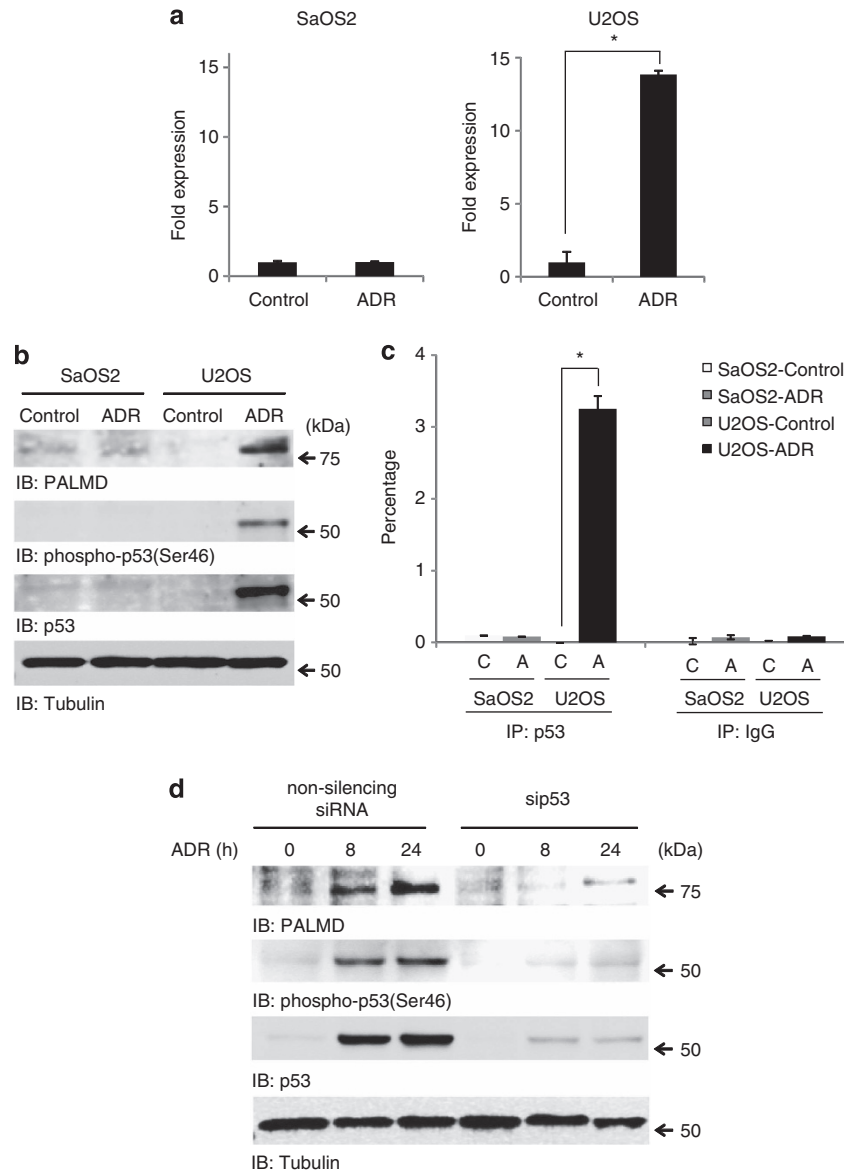 a
SaOS2
U2OS
*
15
10
5
0
Fold expression
Control ADR
15
10
5
0
Fold expression
Control ADR
b
SaOS2 U2OS
Control ADR Control ADR
(kDa)
75
IB: PALMD
50
IB: phospho-p53(Ser46)
50
IB: p53
50
IB: Tubulin
c
4
3
2
1
0
Percentage
*
SaOS2-Control
SaOS2-ADR
U2OS-Control
U2OS-ADR
C A C A C A C A
SaOS2 U2OS SaOS2 U2OS
IP: p53 IP: IgG
d
non-silencing
siRNA
sip53
ADR (h) 0 8 24 0 8 24 (kDa)
75
IB: PALMD
50
IB: phospho-p53(Ser46)
50
IB: p53
50
IB: Tubulin